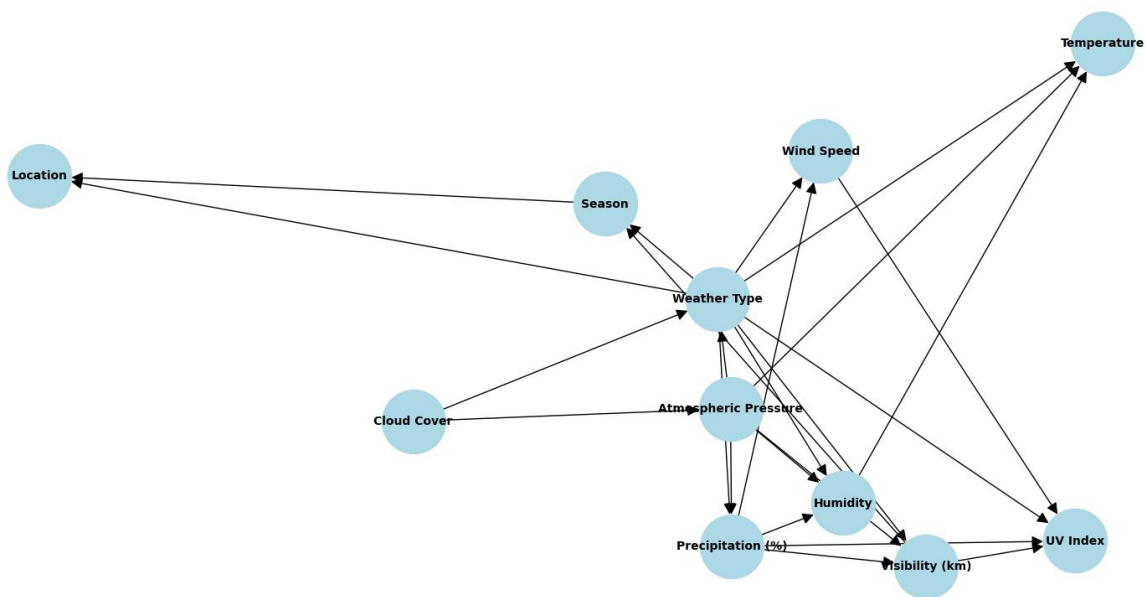 Temperature
Wind Speed
Location
Season
Weather Type
Atmospheric Pressure
Cloud Cover
Humidity
UV Index
Precipitation (%)
Visibility (km)